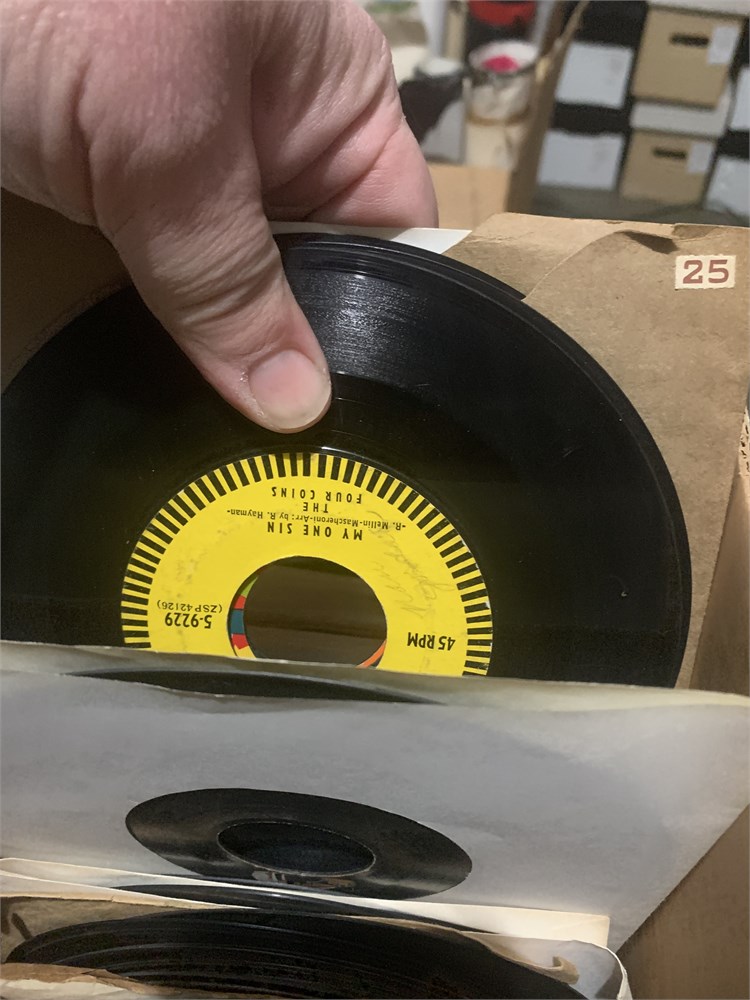 25
45 RPM
5-9229
(ZSP42126)
MY ONE SIN
-R. Mellin-Mascheroni-Arr: by R. Hayman-
THE
FOUR COINS